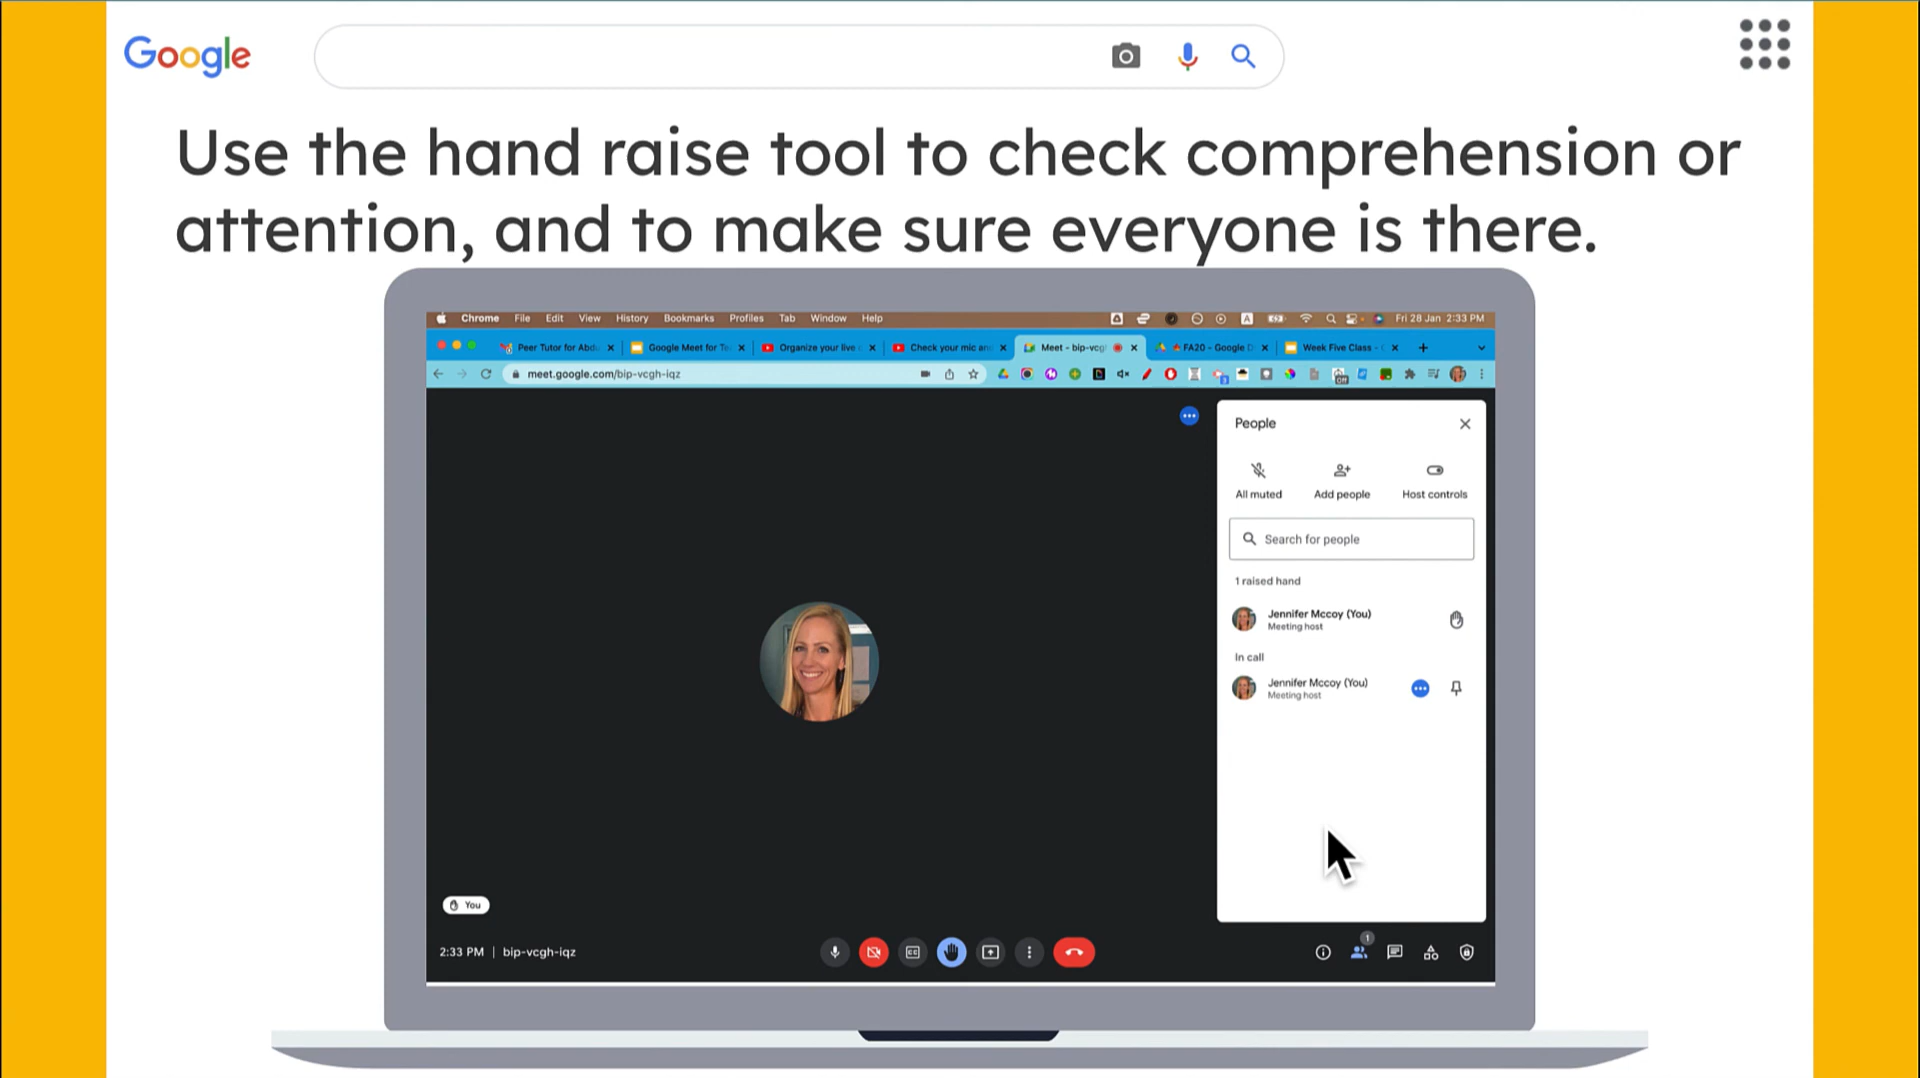 Google
Use the hand raise tool to check comprehension or
attention, and to make sure everyone is there.
Chrome File Edit View History Bookmarks Profiles Tab Window Help
Fri 28 Jan 2:33 PM
Peer Tutor for Abd
Google Meet for Te
Organize your live
Check your mic an
Meet - bip-vcg
FA20 - Google D
Week Five Class -
meet.google.com/bip-vcgh-iqz
People
All muted
Add people
Host controls
Search for people
1 raised hand
Jennifer Mccoy (You)
Meeting host
In call
Jennifer Mccoy (You)
Meeting host
You
2:33 PM | bip-vcgh-iqz
1